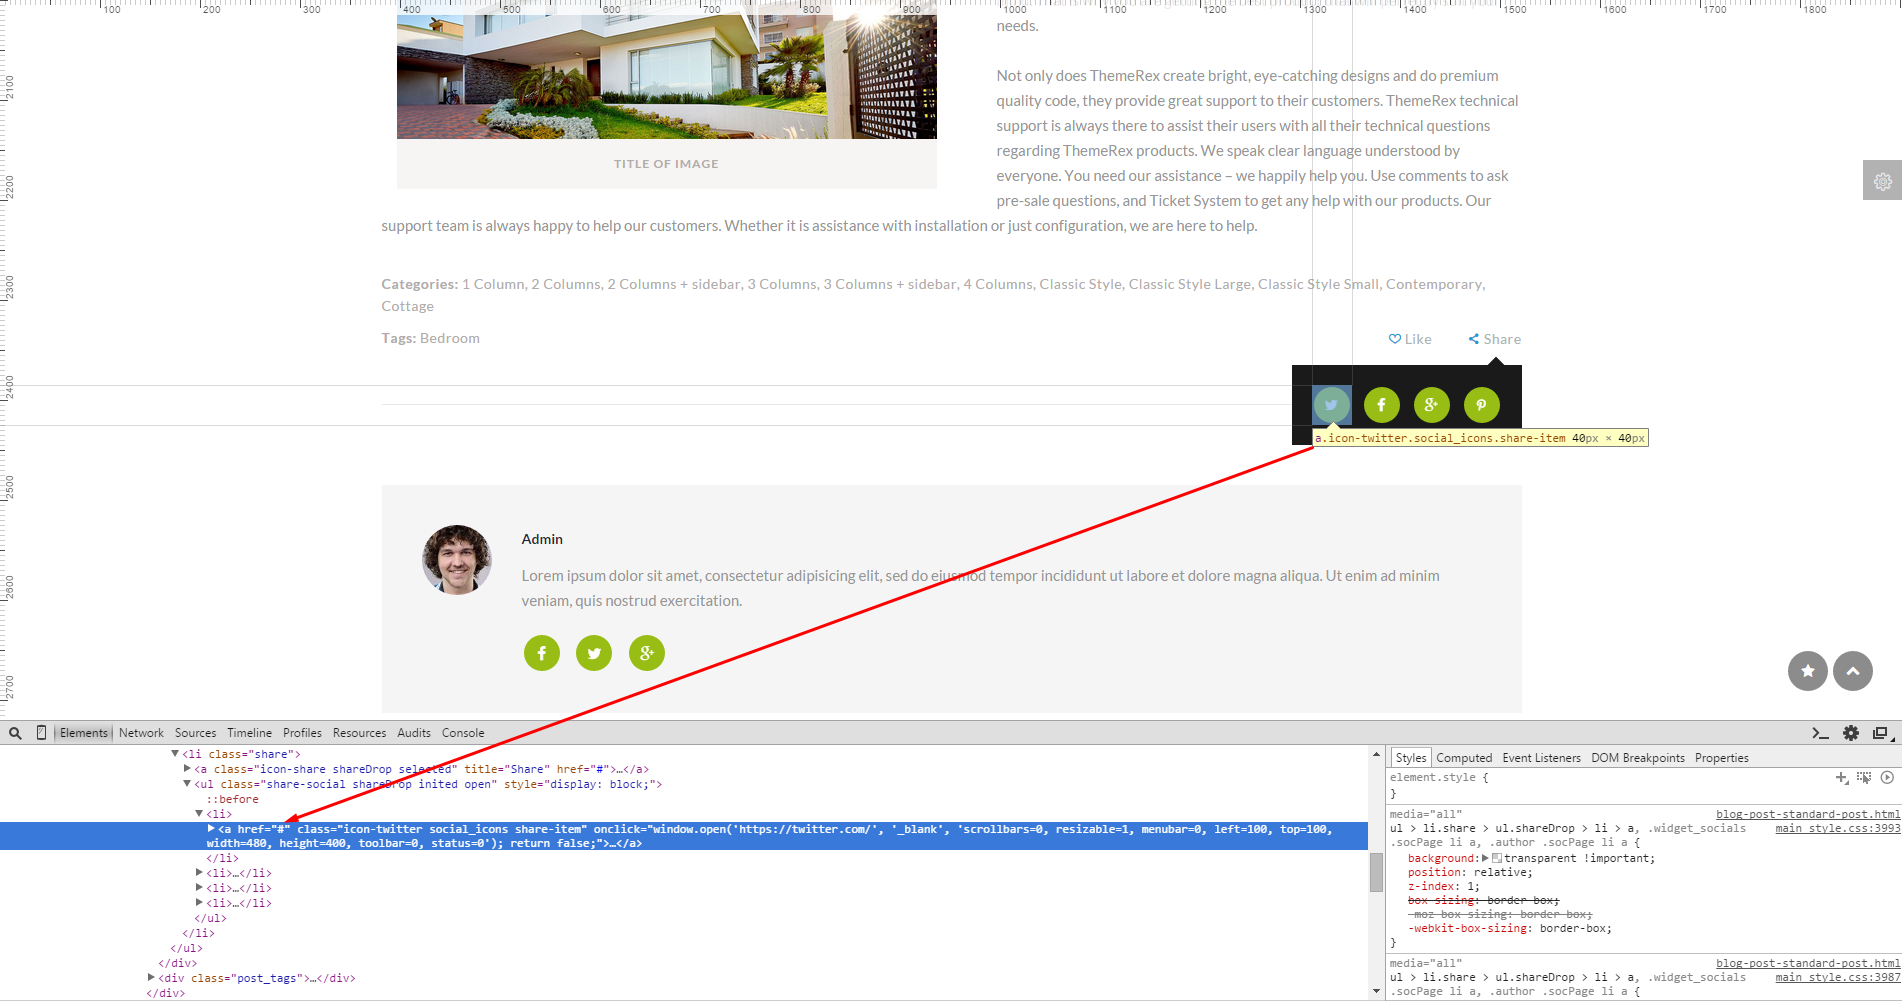 100 200 300 400 500 600 700 800 900 1000 1100 1200 1300 1400 1500 1600 1700 1800
2100
2200
2300
2400
2500
2600
2700
needs.
Not only does ThemeRex create bright, eye-catching designs and do premium
quality code, they provide great support to their customers. ThemeRex technical
support is always there to assist their users with all their technical questions
regarding ThemeRex products. We speak clear language understood by
everyone. You need our assistance – we happily help you. Use comments to ask
pre-sale questions, and Ticket System to get any help with our products. Our
support team is always happy to help our customers. Whether it is assistance with installation or just configuration, we are here to help.
TITLE OF IMAGE
Categories: 1 Column, 2 Columns, 2 Columns + sidebar, 3 Columns, 3 Columns + sidebar, 4 Columns, Classic Style, Classic Style Large, Classic Style Small, Contemporary,
Cottage
Tags: Bedroom
Like Share
a.icon-twitter.social_icons.share-item 40px × 40px
Admin
Lorem ipsum dolor sit amet, consectetur adipisicing elit, sed do eiusmod tempor incididunt ut labore et dolore magna aliqua. Ut enim ad minim
veniam, quis nostrud exercitation.
Elements Network Sources Timeline Profiles Resources Audits Console
<li class="share">
<a class="icon-share shareDrop selected" title="Share" href="#">…</a>
<ul class="share-social shareDrop inited open" style="display: block;">
::before
<li>
<a href="#" class="icon-twitter social_icons share-item" onclick="window.open('https://twitter.com/', '_blank', 'scrollbars=0, resizable=1, menubar=0, left=100, top=100,
width=480, height=400, toolbar=0, status=0'); return false;">…</a>
</li>
<li>…</li>
<li>…</li>
<li>…</li>
</ul>
</li>
</ul>
</div>
<div class="post_tags">…</div>
</div>
Styles Computed Event Listeners DOM Breakpoints Properties
element.style {
}
media="all" blog-post-standard-post.html
ul > li.share > ul.shareDrop > li > a, .widget_socials main style.css:3993
.socPage li a, .author .socPage li a {
background: transparent !important;
position: relative;
z-index: 1;
box-sizing: border-box;
-moz-box-sizing: border-box;
-webkit-box-sizing: border-box;
}
media="all" blog-post-standard-post.html
ul > li.share > ul.shareDrop > li > a, .widget_socials main style.css:3987
.socPage li a, .author .socPage li a {